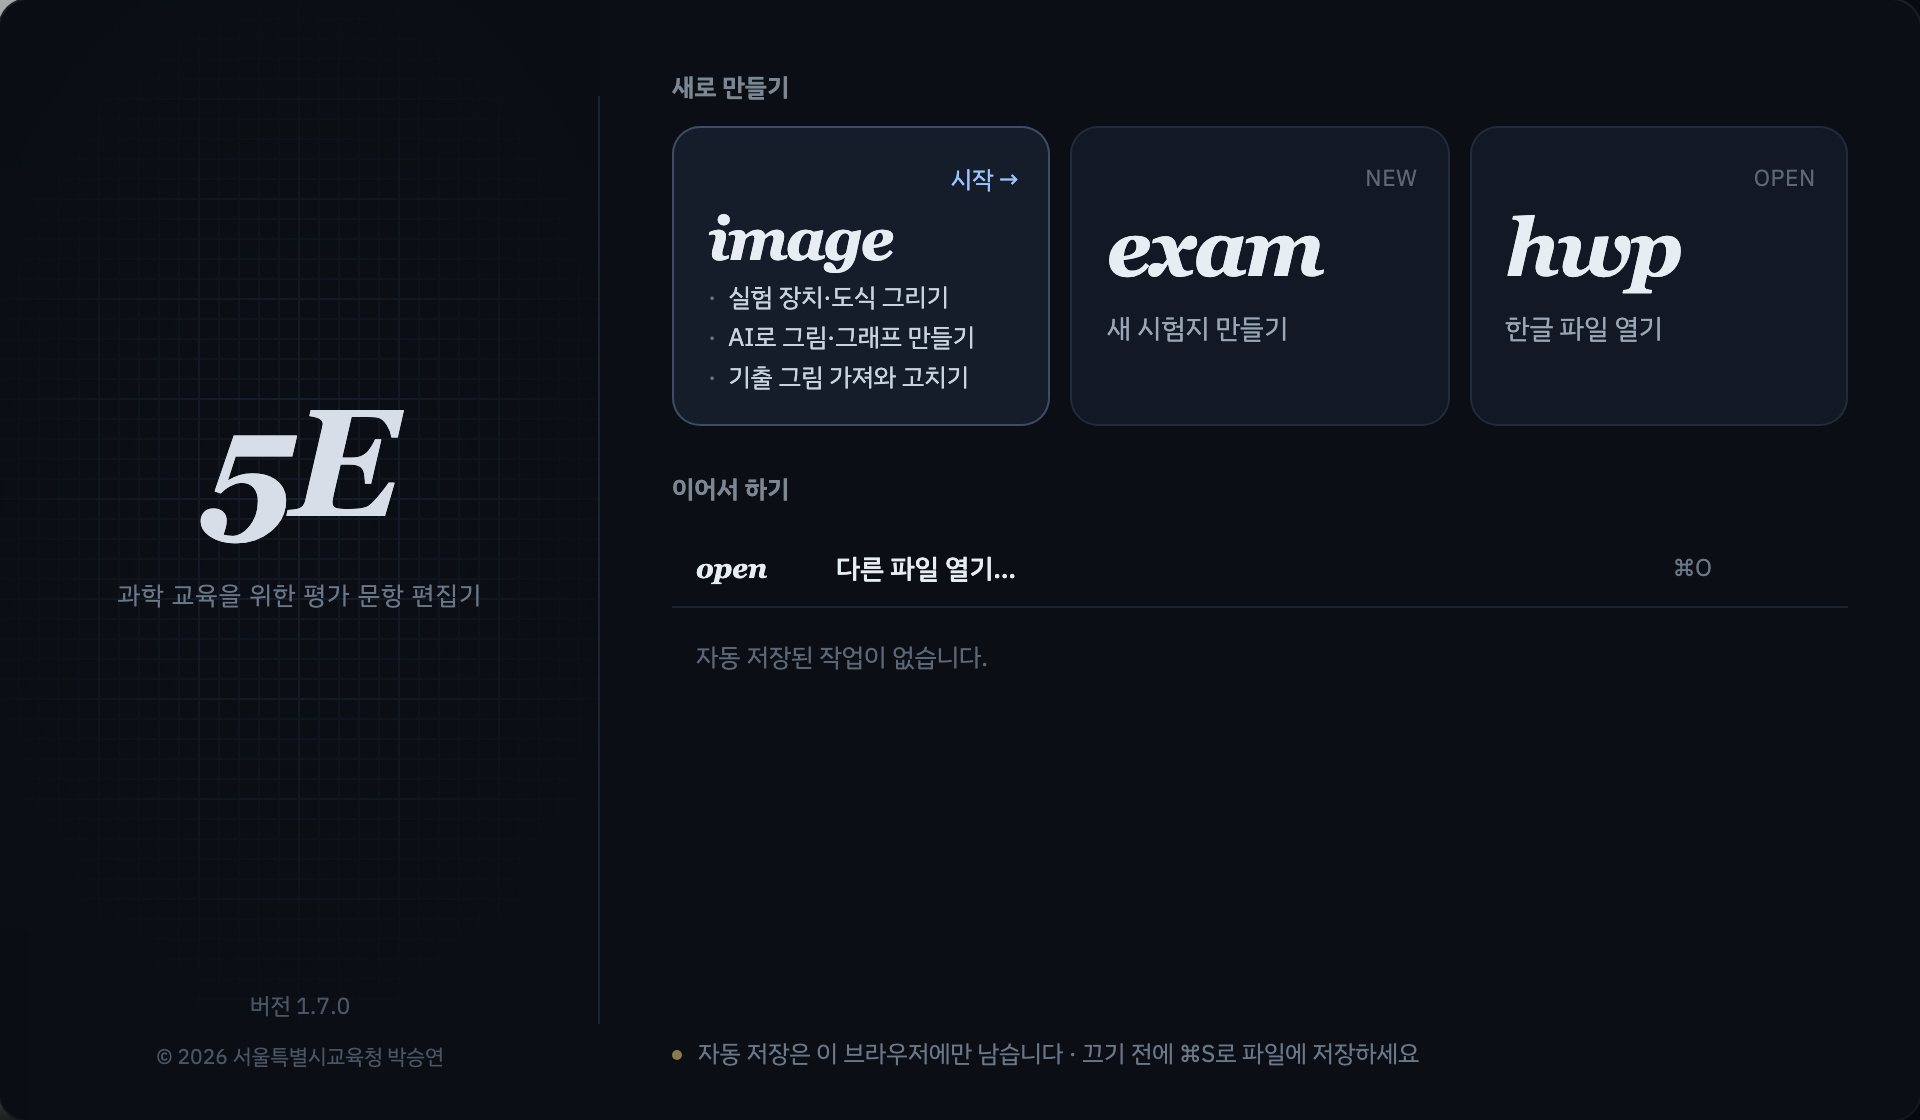 5E
과학 교육을 위한 평가 문항 편집기
버전 1.7.0
© 2026 서울특별시교육청 박승연
새로 만들기
시작 →
image
· 실험 장치·도식 그리기
· AI로 그림·그래프 만들기
· 기출 그림 가져와 고치기
NEW
exam
새 시험지 만들기
OPEN
hwp
한글 파일 열기
이어서 하기
open 다른 파일 열기... ⌘O
자동 저장된 작업이 없습니다.
자동 저장은 이 브라우저에만 남습니다 · 끄기 전에 ⌘S로 파일에 저장하세요